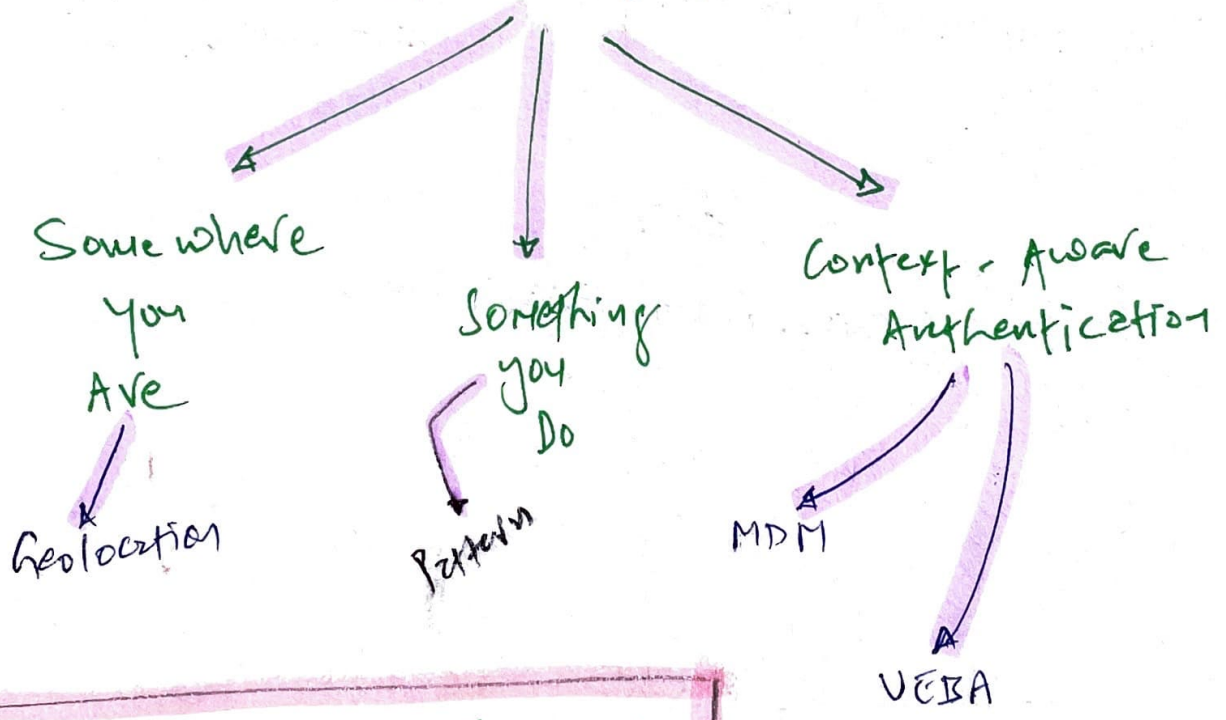 Somewhere
you
Are
Geolocation
Something
you
Do
Pattern
Context - Aware
Authentication
MDM
UEBA